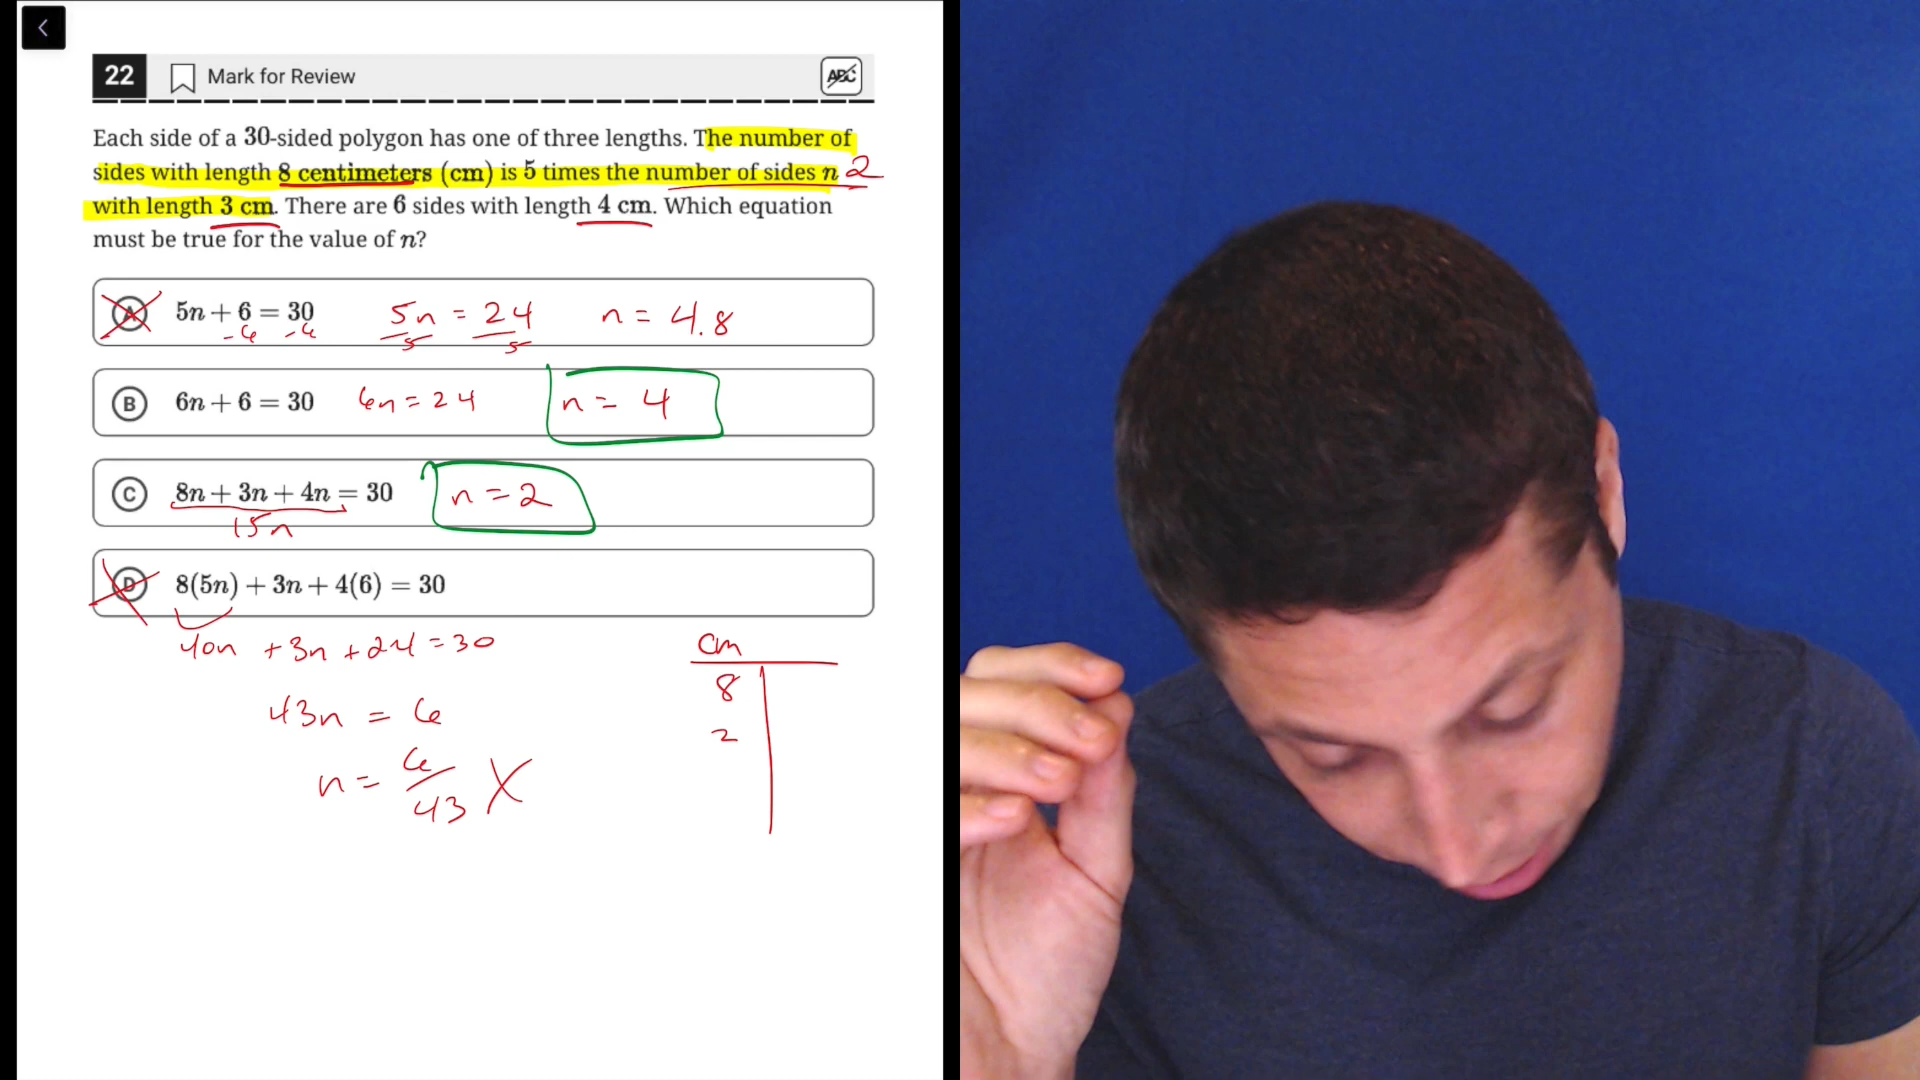 22 Mark for Review ABC
Each side of a 30-sided polygon has one of three lengths. The number of
sides with length 8 centimeters (cm) is 5 times the number of sides n 2
with length 3 cm. There are 6 sides with length 4 cm. Which equation
must be true for the value of n?
A 5n + 6 = 30 5n = 24 n = 4.8
-6 -6 5 5
B 6n + 6 = 30 6n = 24 n = 4
C 8n + 3n + 4n = 30 n = 2
15n
D 8(5n) + 3n + 4(6) = 30
40n + 3n + 24 = 30 cm
43n = 6 8
n = 6/43 X 2